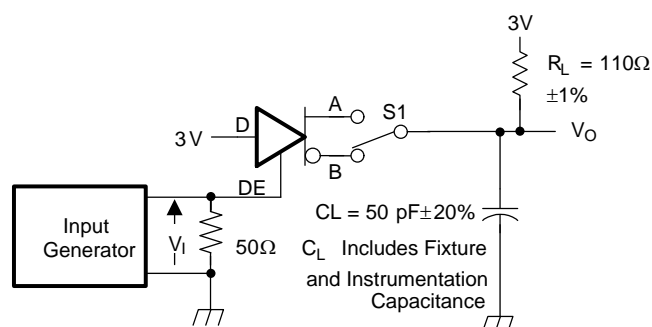 3V
R_L = 110Ω
±1%
A
S1
3V
D
V_O
B
DE
Input
Generator
V_I
50Ω
CL = 50 pF±20%
C_L Includes Fixture
and Instrumentation
Capacitance